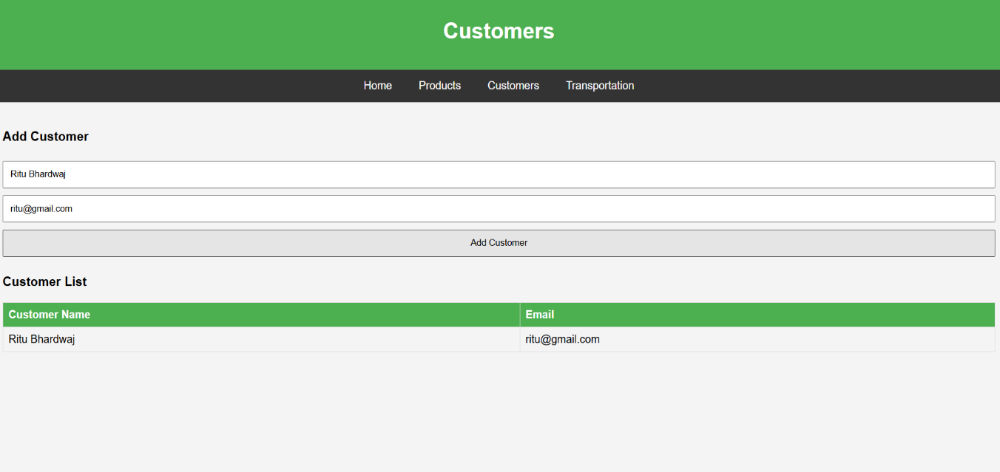 Customers
Home Products Customers Transportation
Add Customer
Ritu Bhardwaj
ritu@gmail.com
Add Customer
Customer List
Customer Name Email
Ritu Bhardwaj ritu@gmail.com